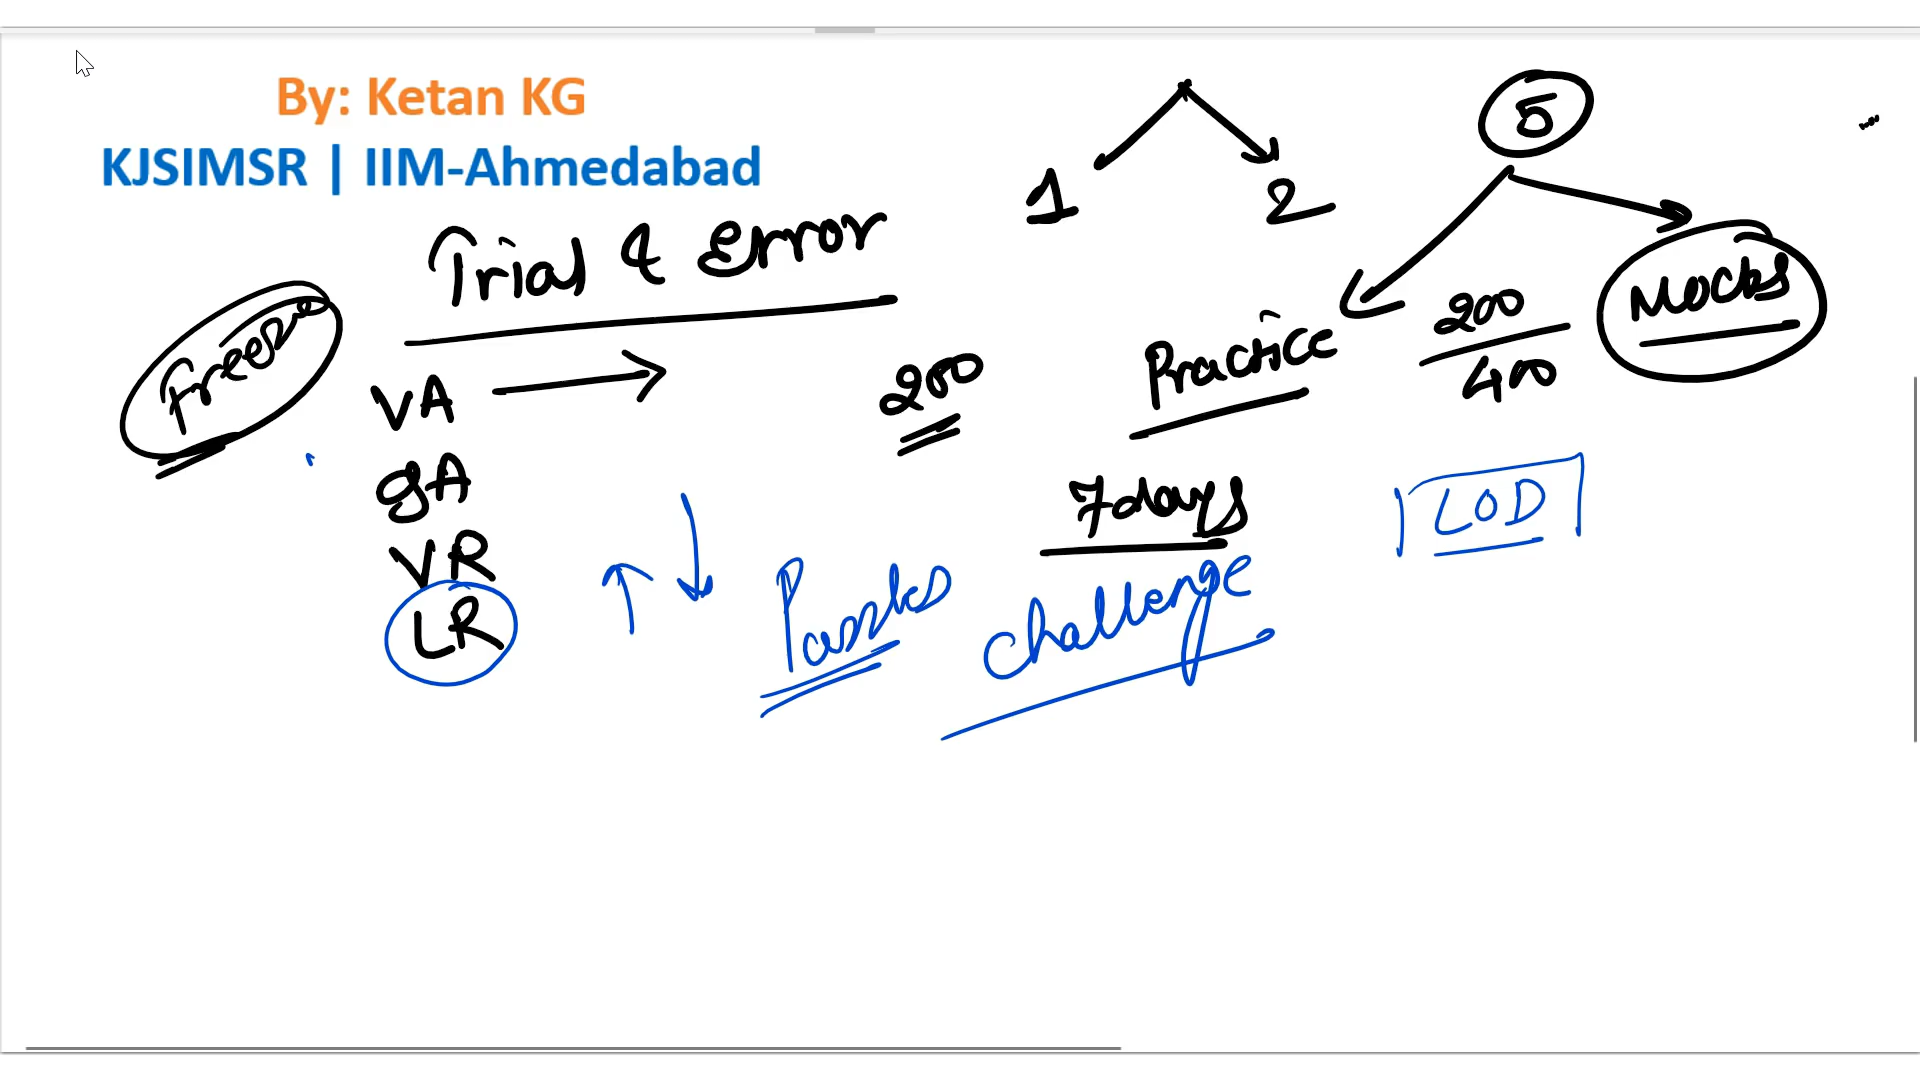 By: Ketan KG
KJSIMSR | IIM-Ahmedabad
1
2
5
Trial & Error
Freeze
Practice
200
400
Mocks
VA
200
QA
7 days
LOD
VR
LR
Puzzles
challenge